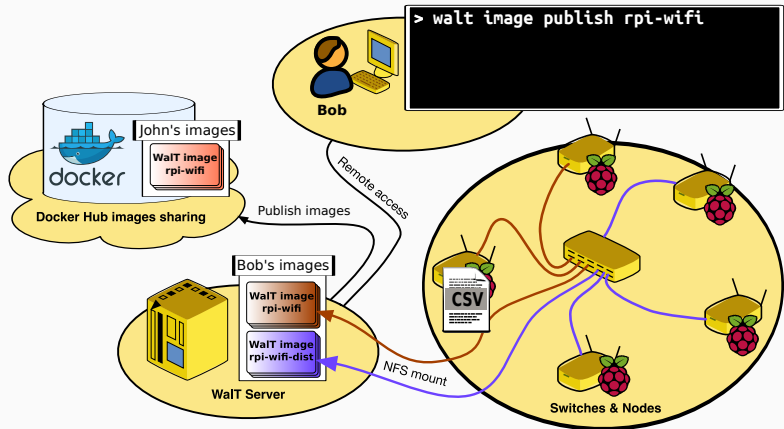 > walt image publish rpi-wifi
Bob
John's images
WalT image
rpi-wifi
docker
Docker Hub images sharing
Publish images
Remote access
Bob's images
WalT image
rpi-wifi
WalT image
rpi-wifi-dist
WalT Server
NFS mount
CSV
Switches & Nodes